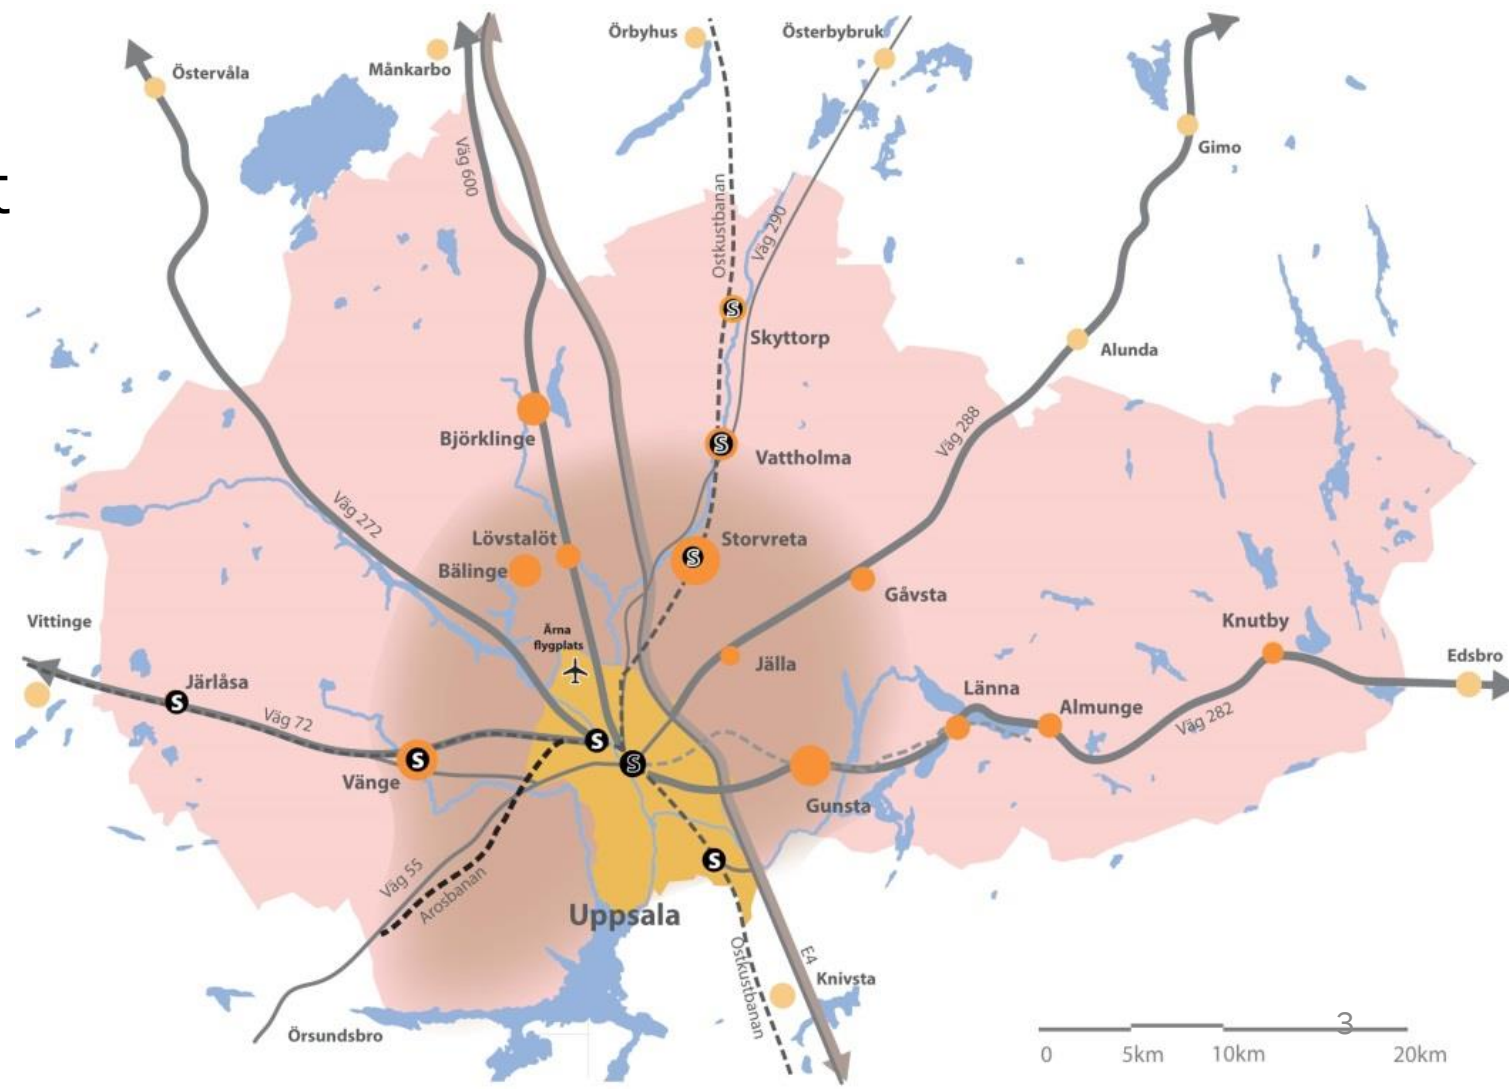 Örbyhus
Österbybruk
Östervåla
Månkarbo
Väg 600
Gimo
t
Ostkustbanan
Väg 290
S
Skyttorp
Alunda
Väg 288
Björklinge
S
Vattholma
Väg 272
Lövstalöt
Storvreta
S
Bälinge
Gåvsta
Vittinge
Ärna
flygplats
Knutby
Jälla
Edsbro
Järlåsa
S
Länna
Almunge
Väg 72
Väg 282
S
S
S
Vänge
Gunsta
Väg 55
Arosbanan
S
Uppsala
Ostkustbanan
E4
Knivsta
Örsundsbro
3
0 5km 10km 20km